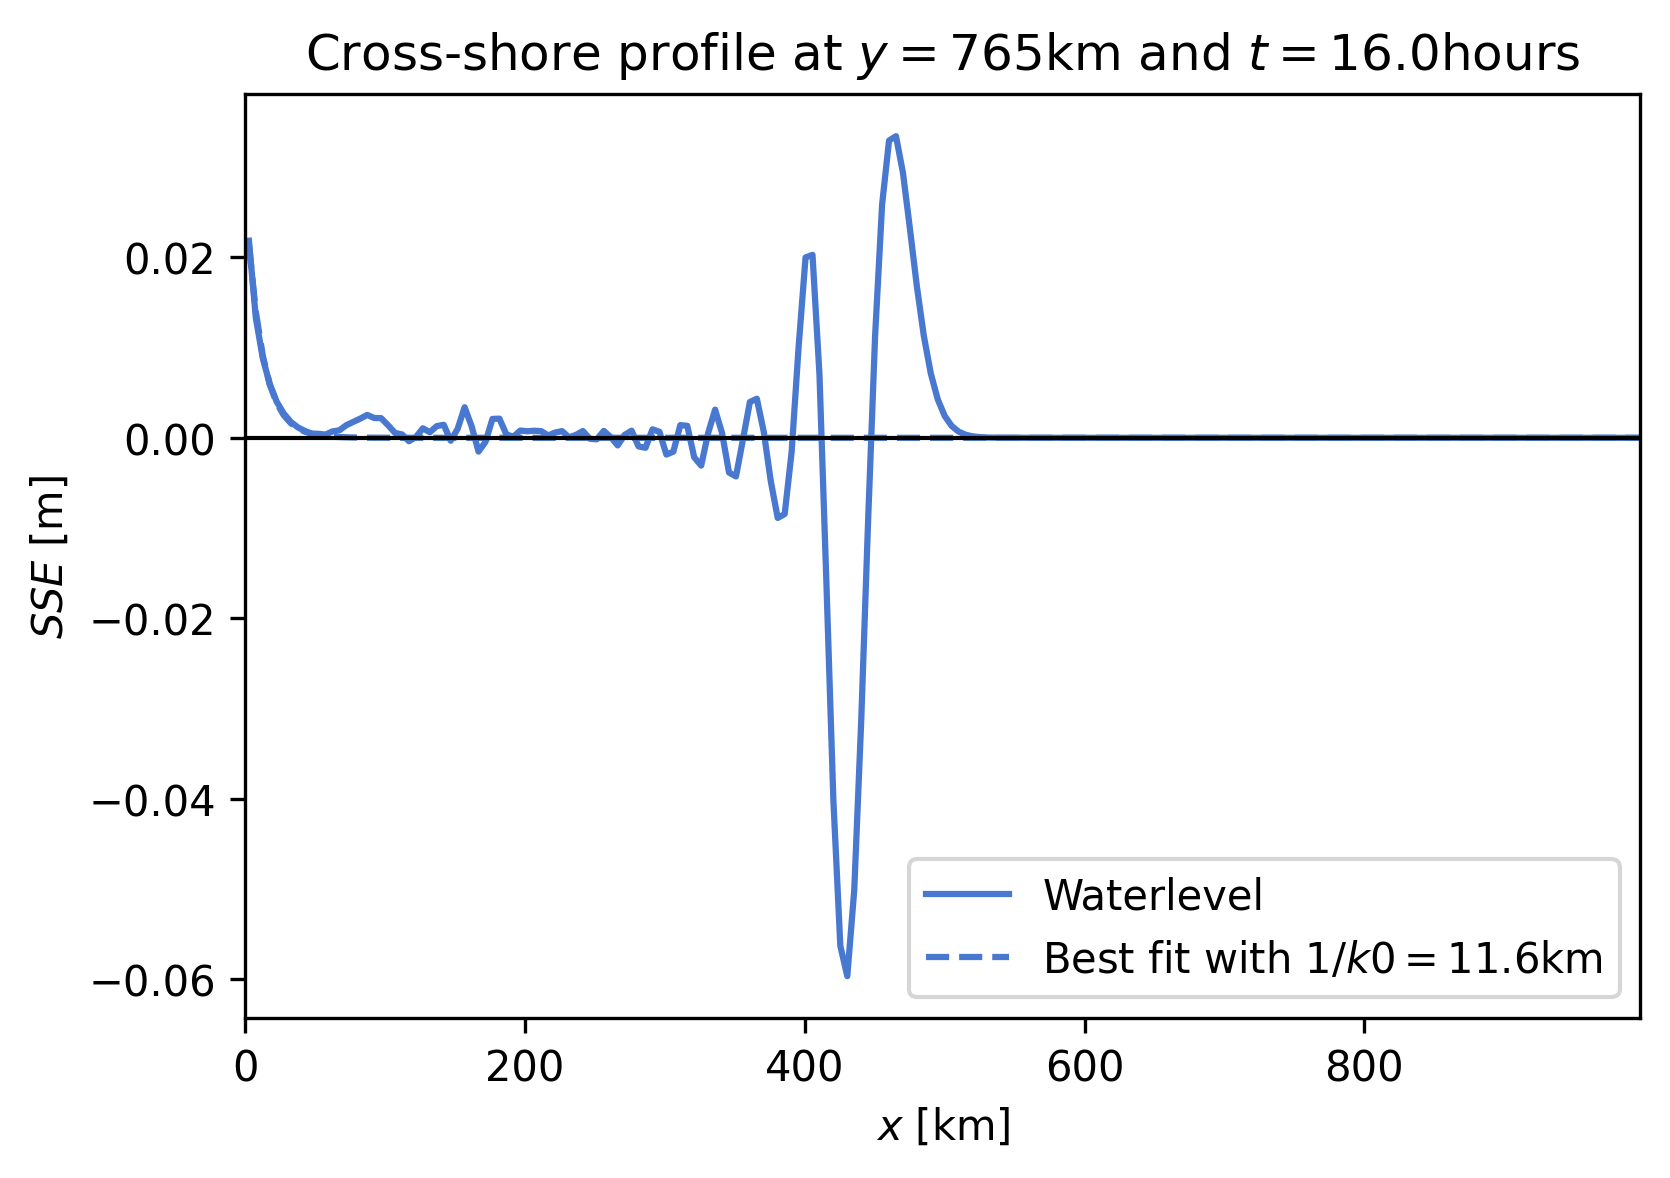 Cross-shore profile at y = 765km and t = 16.0hours
0.02
0.00
−0.02
−0.04
−0.06
SSE [m]
0 200 400 600 800
x [km]
Waterlevel
Best fit with 1/k0 = 11.6km